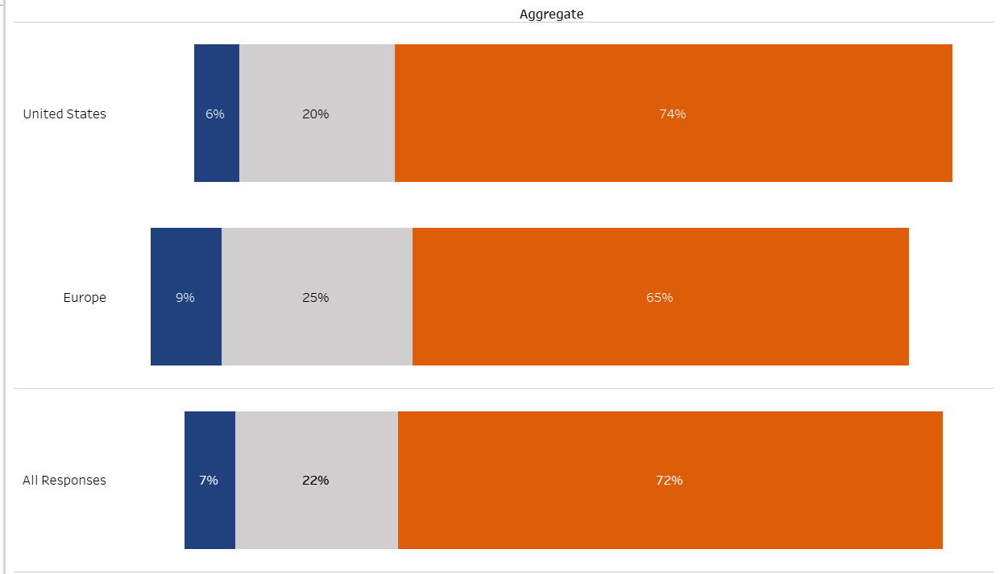 Aggregate
United States 6% 20% 74%
Europe 9% 25% 65%
All Responses 7% 22% 72%